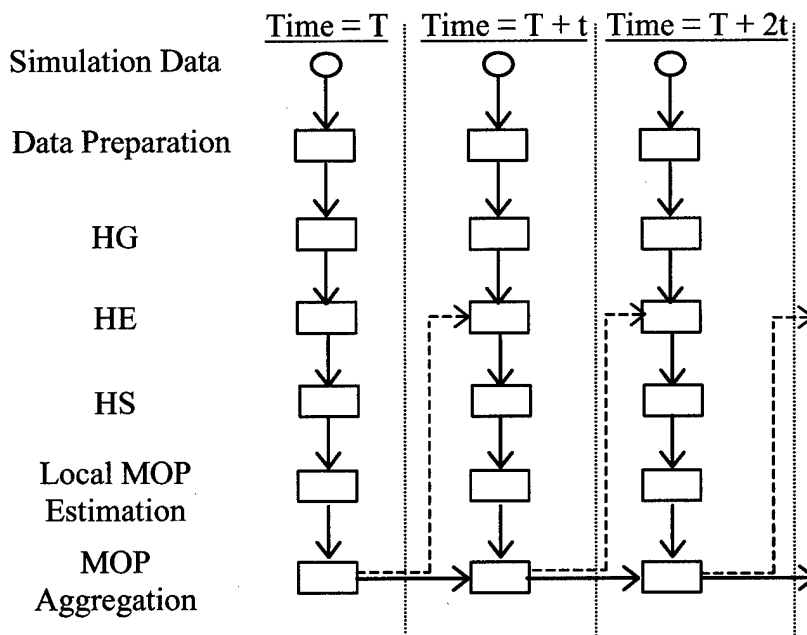 Time = T
Time = T + t
Time = T + 2t
Simulation Data
Data Preparation
HG
HE
HS
Local MOP
Estimation
MOP
Aggregation